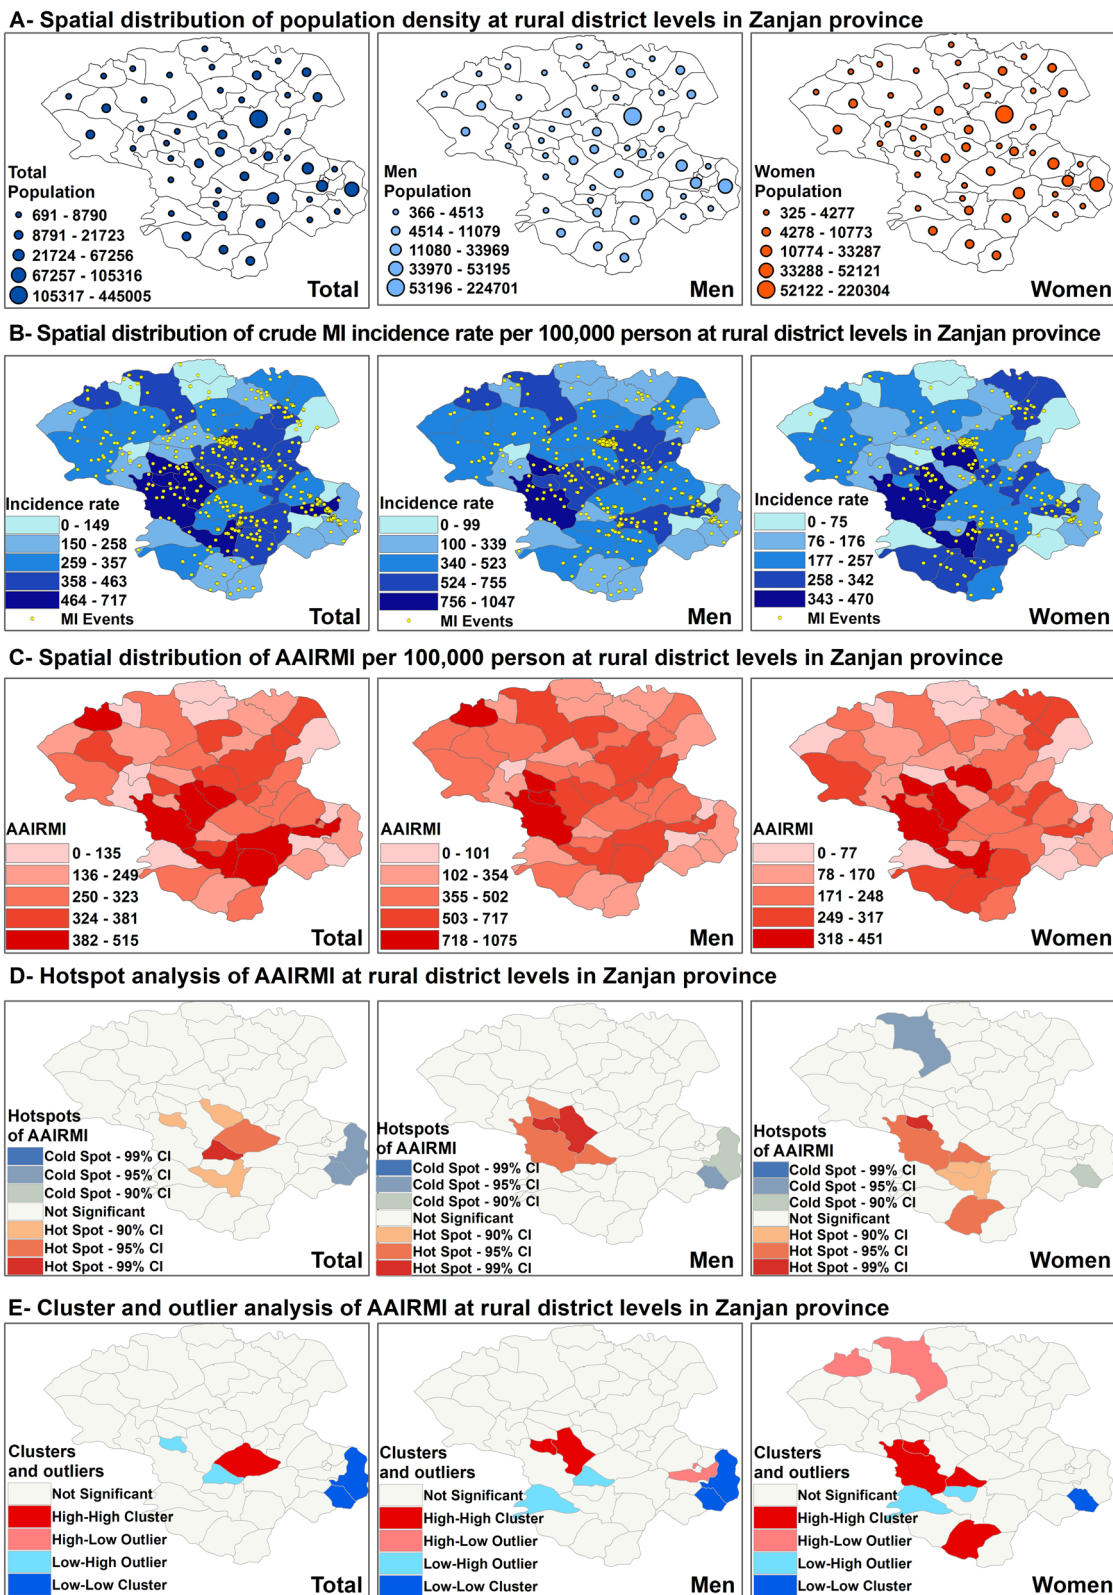 A- Spatial distribution of population density at rural district levels in Zanjan province
Total
Population
691 - 8790
8791 - 21723
21724 - 67256
67257 - 105316
105317 - 445005
Total
Men
Population
366 - 4513
4514 - 11079
11080 - 33969
33970 - 53195
53196 - 224701
Men
Women
Population
325 - 4277
4278 - 10773
10774 - 33287
33288 - 52121
52122 - 220304
Women
B- Spatial distribution of crude MI incidence rate per 100,000 person at rural district levels in Zanjan province
Incidence rate
0 - 149
150 - 258
259 - 357
358 - 463
464 - 717
MI Events
Total
Incidence rate
0 - 99
100 - 339
340 - 523
524 - 755
756 - 1047
MI Events
Men
Incidence rate
0 - 75
76 - 176
177 - 257
258 - 342
343 - 470
MI Events
Women
C- Spatial distribution of AAIRMI per 100,000 person at rural district levels in Zanjan province
AAIRMI
0 - 135
136 - 249
250 - 323
324 - 381
382 - 515
Total
AAIRMI
0 - 101
102 - 354
355 - 502
503 - 717
718 - 1075
Men
AAIRMI
0 - 77
78 - 170
171 - 248
249 - 317
318 - 451
Women
D- Hotspot analysis of AAIRMI at rural district levels in Zanjan province
Hotspots
of AAIRMI
Cold Spot - 99% CI
Cold Spot - 95% CI
Cold Spot - 90% CI
Not Significant
Hot Spot - 90% CI
Hot Spot - 95% CI
Hot Spot - 99% CI
Total
Hotspots
of AAIRMI
Cold Spot - 99% CI
Cold Spot - 95% CI
Cold Spot - 90% CI
Not Significant
Hot Spot - 90% CI
Hot Spot - 95% CI
Hot Spot - 99% CI
Men
Hotspots
of AAIRMI
Cold Spot - 99% CI
Cold Spot - 95% CI
Cold Spot - 90% CI
Not Significant
Hot Spot - 90% CI
Hot Spot - 95% CI
Hot Spot - 99% CI
Women
E- Cluster and outlier analysis of AAIRMI at rural district levels in Zanjan province
Clusters
and outliers
Not Significant
High-High Cluster
High-Low Outlier
Low-High Outlier
Low-Low Cluster
Total
Clusters
and outliers
Not Significant
High-High Cluster
High-Low Outlier
Low-High Outlier
Low-Low Cluster
Men
Clusters
and outliers
Not Significant
High-High Cluster
High-Low Outlier
Low-High Outlier
Low-Low Cluster
Women